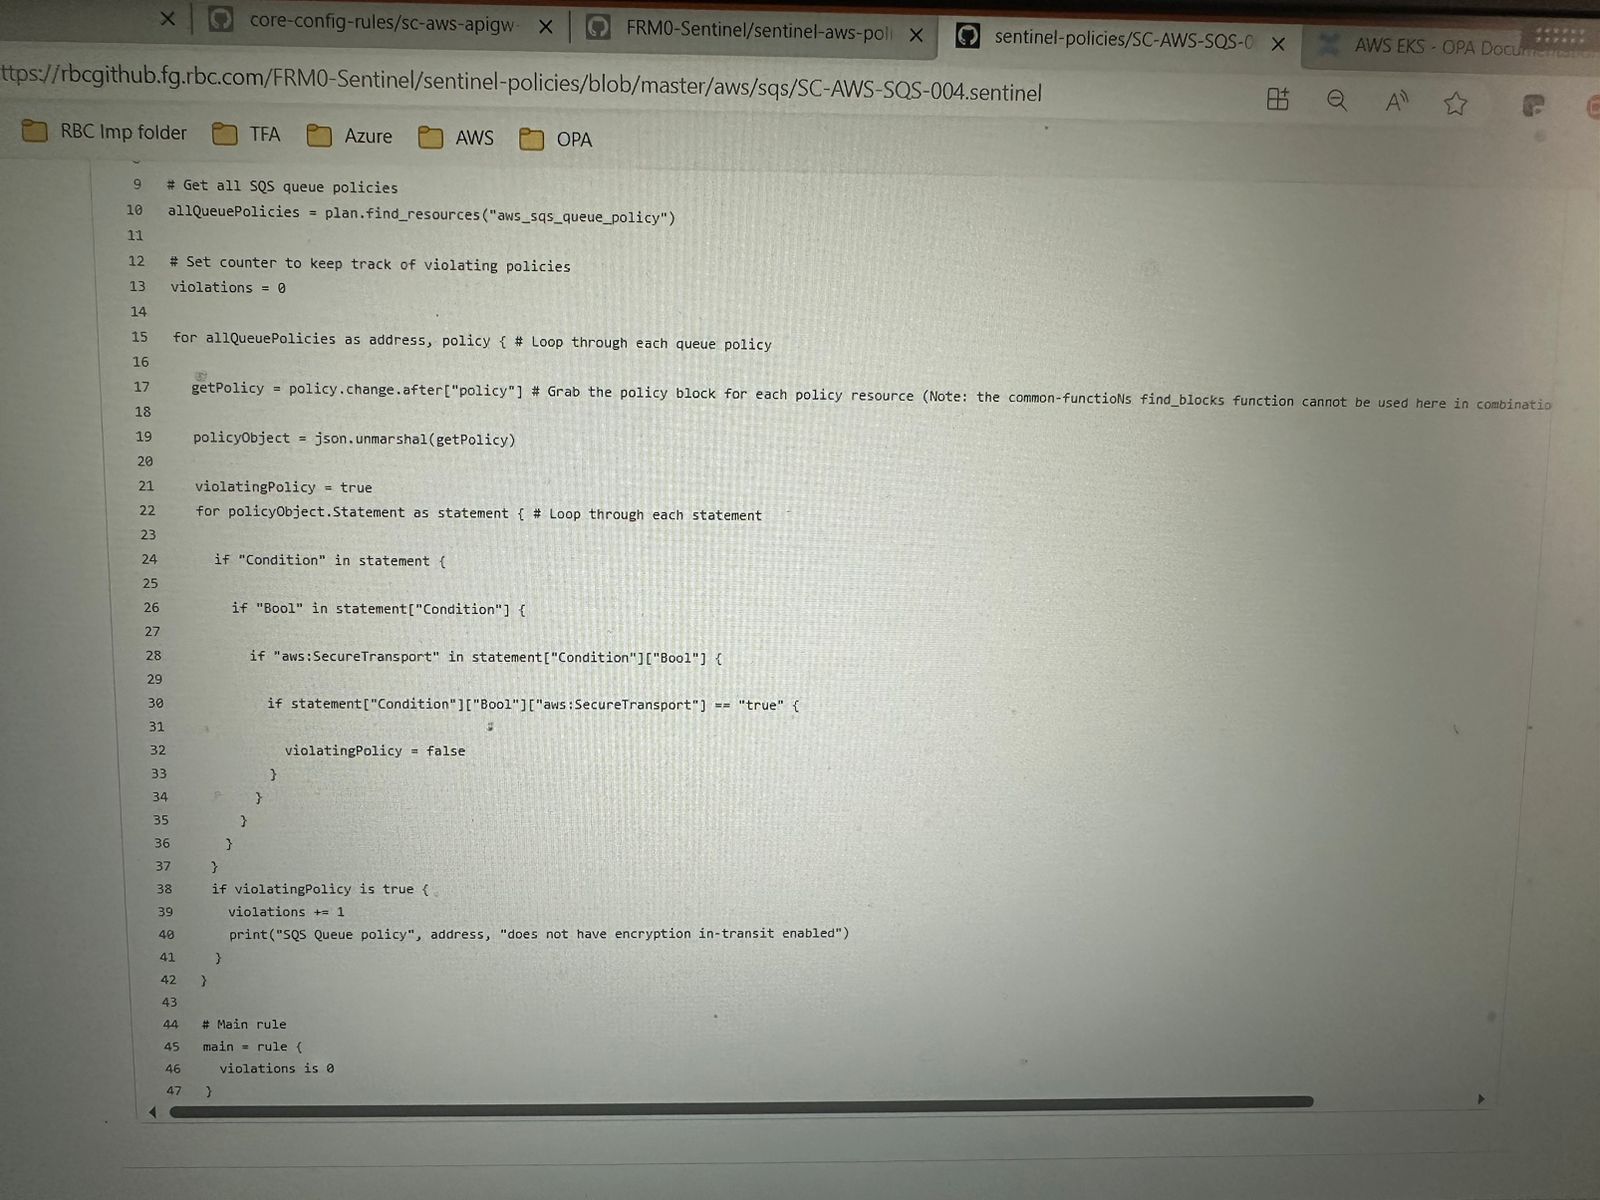 core-config-rules/sc-aws-apigw-
FRM0-Sentinel/sentinel-aws-poli
sentinel-policies/SC-AWS-SQS-0
AWS EKS - OPA
ttps://rbcgithub.fg.rbc.com/FRM0-Sentinel/sentinel-policies/blob/master/aws/sqs/SC-AWS-SQS-004.sentinel
RBC Imp folder TFA Azure AWS OPA
9 # Get all SQS queue policies
10 allQueuePolicies = plan.find_resources("aws_sqs_queue_policy")
11
12 # Set counter to keep track of violating policies
13 violations = 0
14
15 for allQueuePolicies as address, policy { # Loop through each queue policy
16
17 getPolicy = policy.change.after["policy"] # Grab the policy block for each policy resource (Note: the common-functioNs find_blocks function cannot be used here in combinatio
18
19 policyObject = json.unmarshal(getPolicy)
20
21 violatingPolicy = true
22 for policyObject.Statement as statement { # Loop through each statement
23
24 if "Condition" in statement {
25
26 if "Bool" in statement["Condition"] {
27
28 if "aws:SecureTransport" in statement["Condition"]["Bool"] {
29
30 if statement["Condition"]["Bool"]["aws:SecureTransport"] == "true" {
31
32 violatingPolicy = false
33 }
34 }
35 }
36 }
37 }
38 if violatingPolicy is true {
39 violations += 1
40 print("SQS Queue policy", address, "does not have encryption in-transit enabled")
41 }
42 }
43
44 # Main rule
45 main = rule {
46 violations is 0
47 }